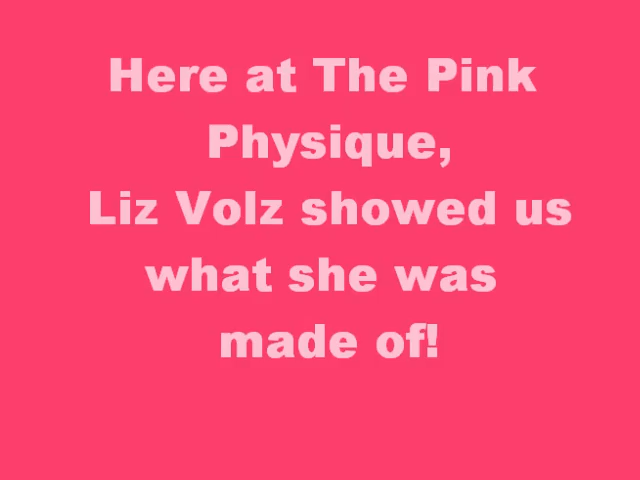 Here at The Pink
Physique,
Liz Volz showed us
what she was
made of!